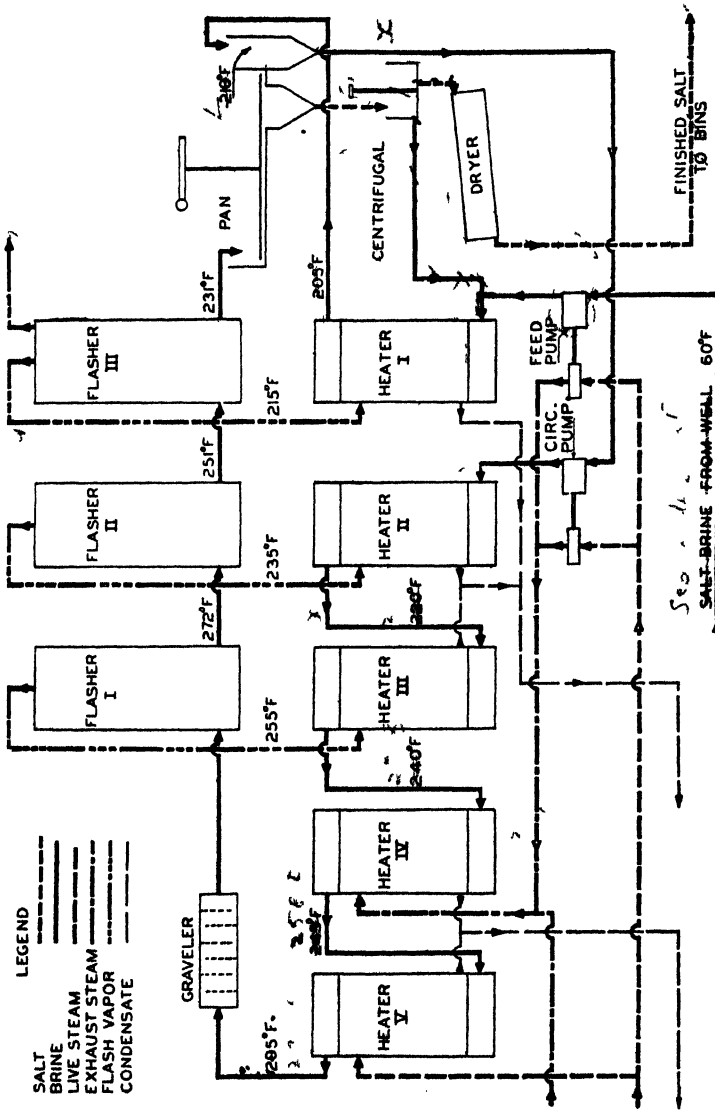 LEGEND
SALT
BRINE
LIVE STEAM
EXHAUST STEAM
FLASH VAPOR
CONDENSATE
GRAVELER
FLASHER
I
FLASHER
II
FLASHER
III
272°F
251°F
231°F
PAN
218°F
255°F
235°F
215°F
205°F
CENTRIFUGAL
DRYER
HEATER
V
HEATER
IV
HEATER
III
HEATER
II
HEATER
I
240°F
CIRC.
PUMP
FEED
PUMP
FINISHED SALT
TO BINS
SALT BRINE FROM WELL 60°F